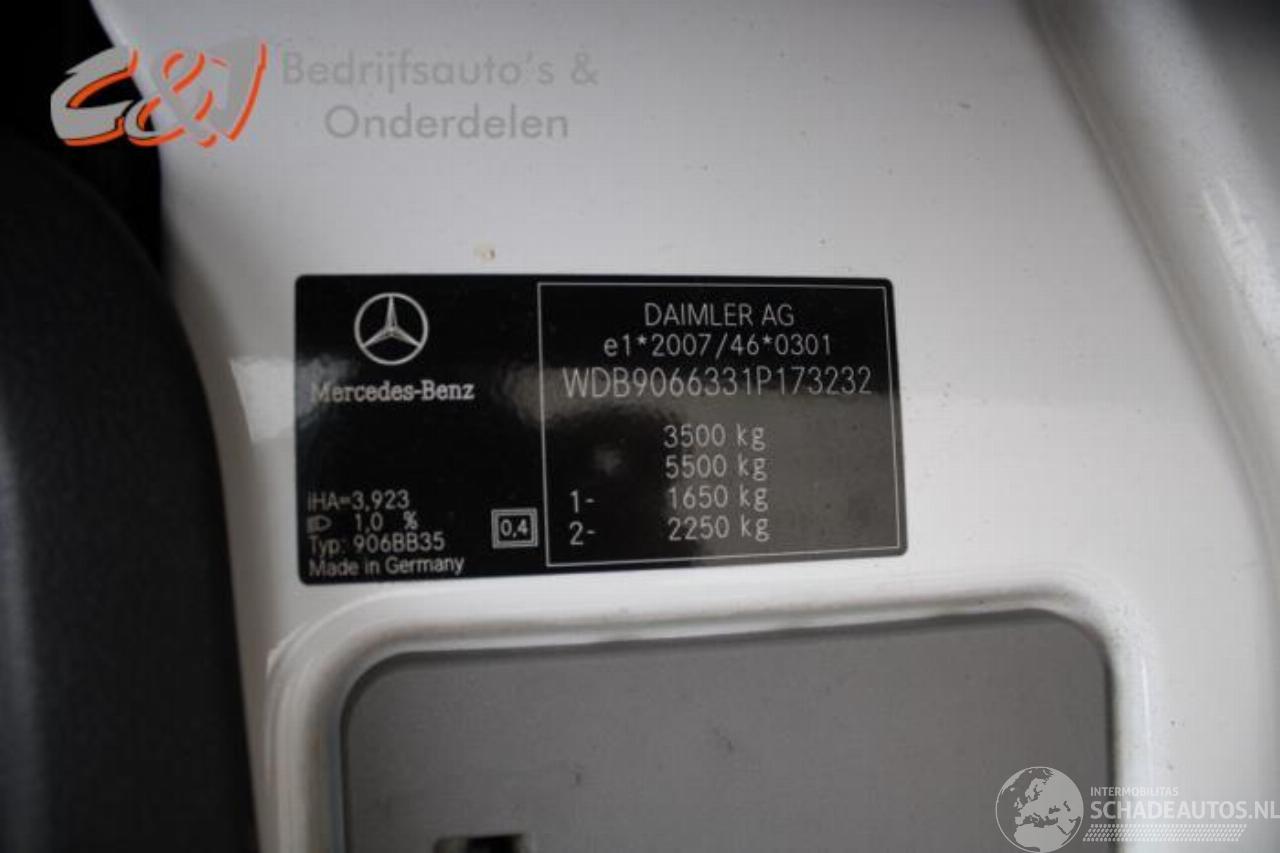 C&J Bedrijfsauto's &
Onderdelen
DAIMLER AG
e1*2007/46*0301
WDB9066331P173232
3500 kg
5500 kg
1- 1650 kg
2- 2250 kg
Mercedes-Benz
iHA=3,923
1,0 %
Typ: 906BB35
Made in Germany
0,4
INTERMOBILITAS
SCHADEAUTOS.NL